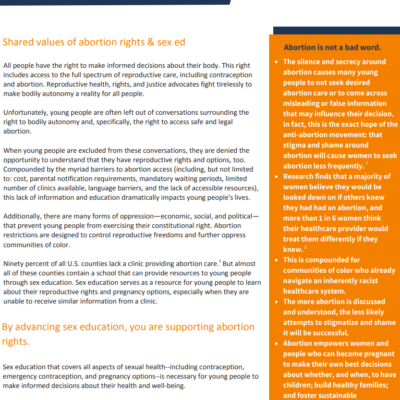 Shared values of abortion rights & sex ed
All people have the right to make informed decisions about their body. This right
includes access to the full spectrum of reproductive care, including contraception
and abortion. Reproductive health, rights, and justice advocates fight tirelessly to
make bodily autonomy a reality for all people.
Unfortunately, young people are often left out of conversations surrounding the
right to bodily autonomy and, specifically, the right to access safe and legal
abortion.
When young people are excluded from these conversations, they are denied the
opportunity to understand that they have reproductive rights and options, too.
Compounded by the myriad barriers to abortion access (including, but not limited
to: cost, parental notification requirements, mandatory waiting periods, limited
number of clinics available, language barriers, and the lack of accessible resources),
this lack of information and education dramatically impacts young people's lives.
Additionally, there are many forms of oppression—economic, social, and political—
that prevent young people from exercising their constitutional right. Abortion
restrictions are designed to control reproductive freedoms and further oppress
communities of color.
Ninety percent of all U.S. counties lack a clinic providing abortion care.¹ But almost
all of these counties contain a school that can provide resources to young people
through sex education. Sex education serves as a resource for young people to learn
about their reproductive rights and pregnancy options, especially when they are
unable to receive similar information from a clinic.
By advancing sex education, you are supporting abortion
rights.
Sex education that covers all aspects of sexual health--including contraception,
emergency contraception, and pregnancy options--is necessary for young people to
make informed decisions about their health and well-being.
Abortion is not a bad word.
• The silence and secrecy around
abortion causes many young
people to not seek desired
abortion care or to come across
misleading or false information
that may influence their decision.
In fact, this is the exact hope of the
anti-abortion movement: that
stigma and shame around
abortion will cause women to seek
abortion less frequently.
• Research finds that a majority of
women believe they would be
looked down on if others knew
they had had an abortion, and
more than 1 in 6 women think
their healthcare provider would
treat them differently if they
knew.
• This is compounded for
communities of color who already
navigate an inherently racist
healthcare system.
• The more abortion is discussed
and understood, the less likely
attempts to stigmatize and shame
it will be successful.
• Abortion empowers women and
people who can become pregnant
to make their own best decisions
about whether, and when, to have
children; build healthy families;
and foster sustainable